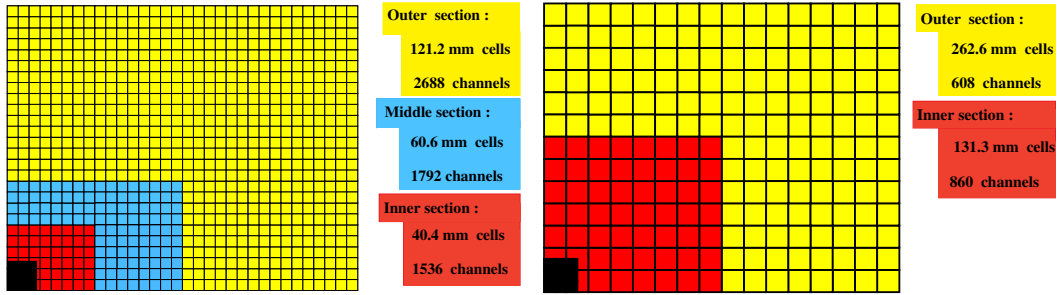 Outer section :
121.2 mm cells
2688 channels
Middle section :
60.6 mm cells
1792 channels
Inner section :
40.4 mm cells
1536 channels
Outer section :
262.6 mm cells
608 channels
Inner section :
131.3 mm cells
860 channels